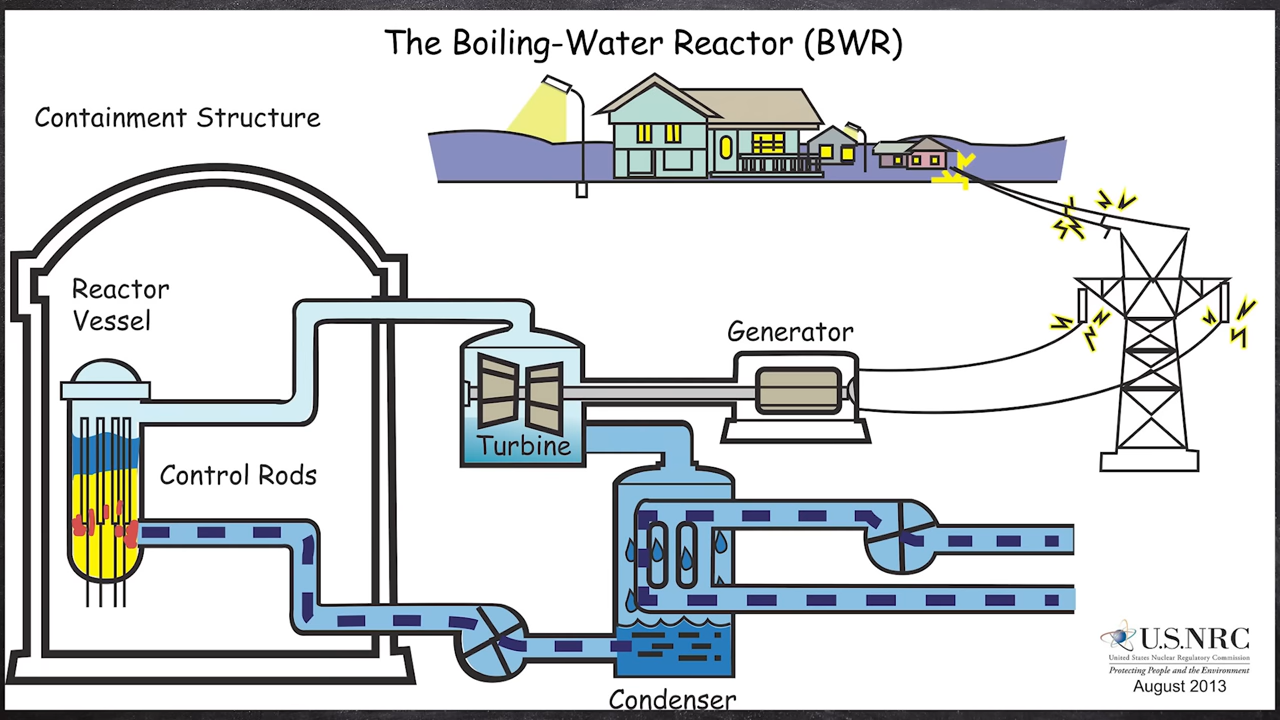 The Boiling-Water Reactor (BWR)
Containment Structure
Reactor
Vessel
Generator
Turbine
Control Rods
Condenser
U.S.NRC
United States Nuclear Regulatory Commission
Protecting People and the Environment
August 2013